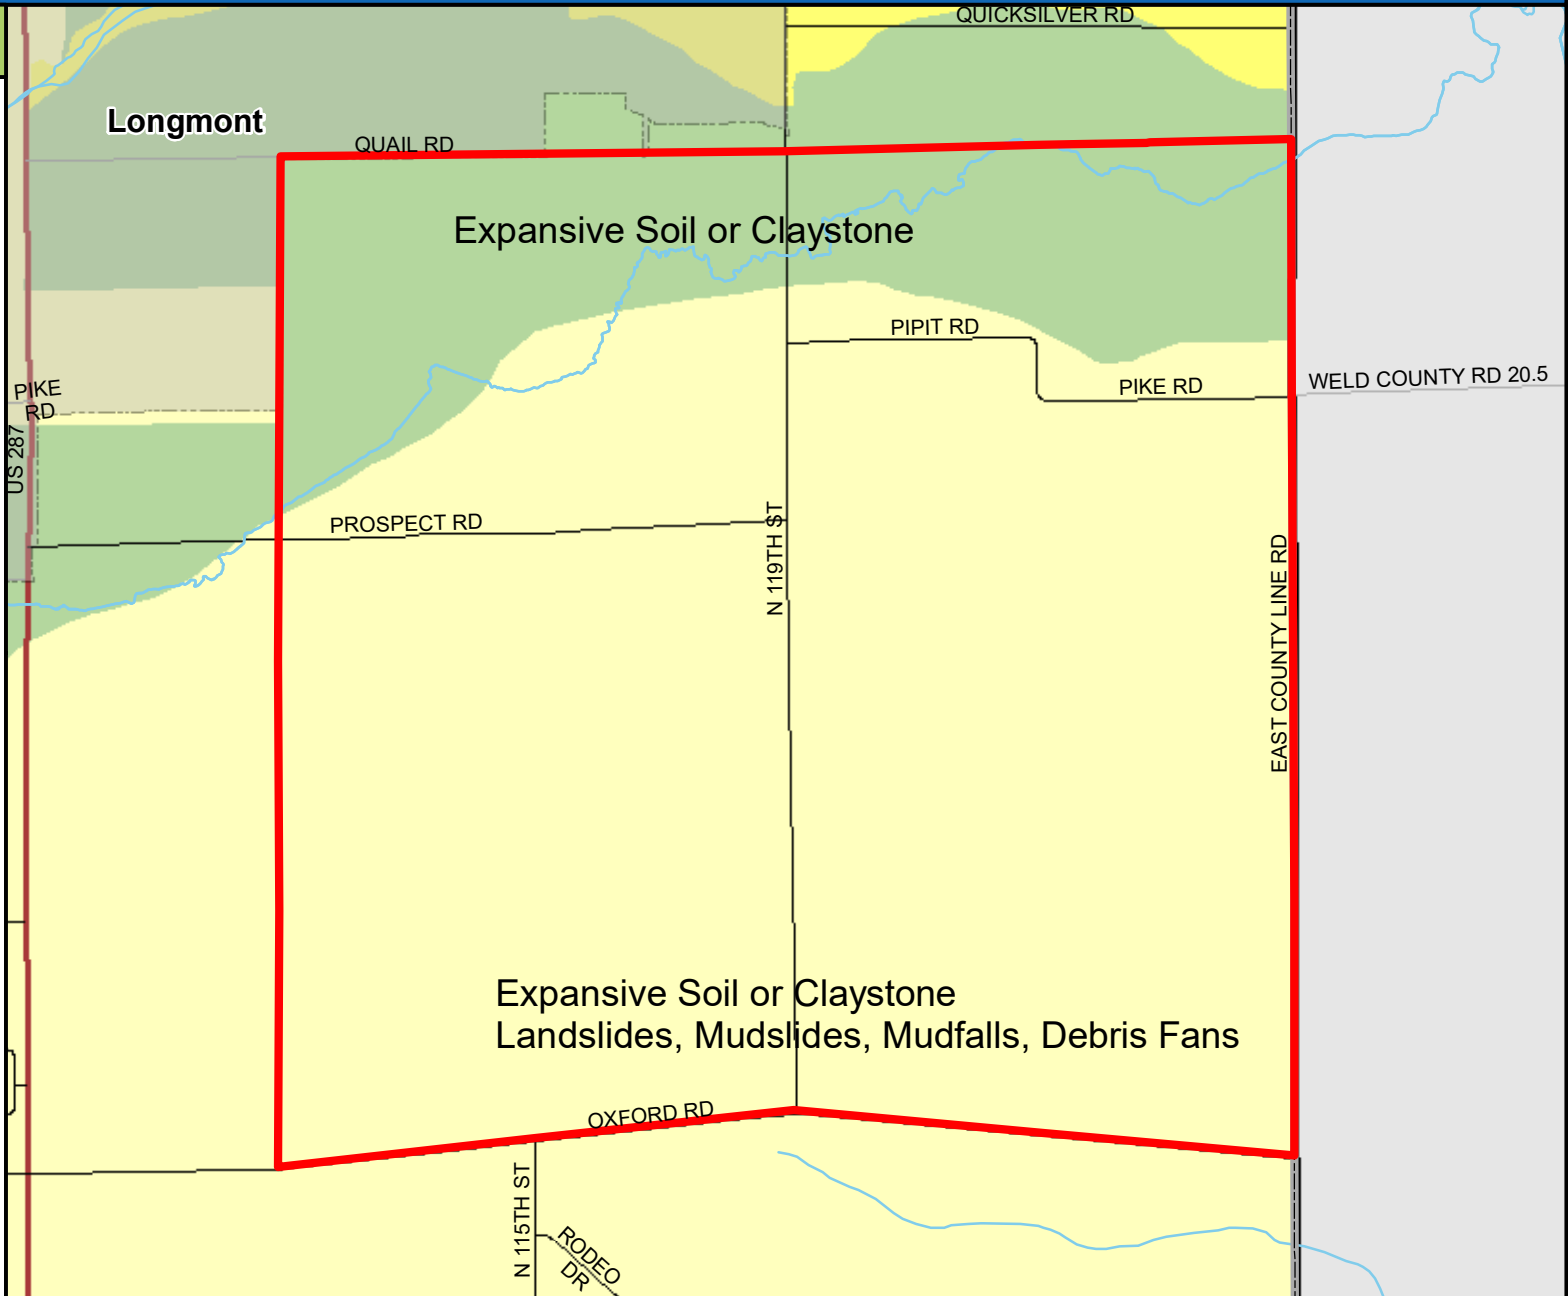 QUICKSILVER RD
Longmont
QUAIL RD
Expansive Soil or Claystone
PIPIT RD
PIKE
RD
PIKE RD
WELD COUNTY RD 20.5
US 287
PROSPECT RD
N 119TH ST
EAST COUNTY LINE RD
Expansive Soil or Claystone
Landslides, Mudslides, Mudfalls, Debris Fans
OXFORD RD
N 115TH ST
RODEO
DR